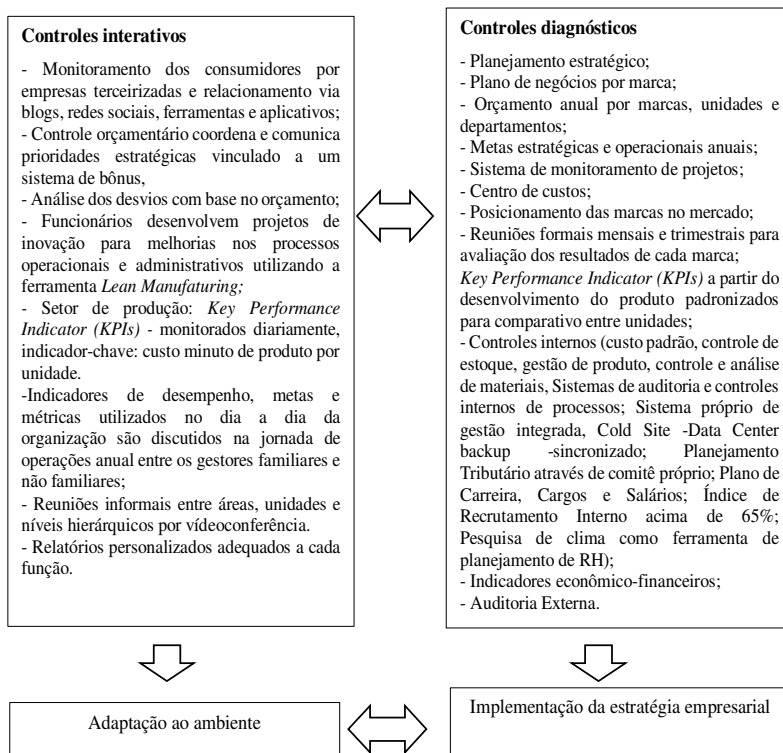 Controles interativos
- Monitoramento dos consumidores por
empresas terceirizadas e relacionamento via
blogs, redes sociais, ferramentas e aplicativos;
- Controle orçamentário coordena e comunica
prioridades estratégicas vinculado a um
sistema de bônus,
- Análise dos desvios com base no orçamento;
- Funcionários desenvolvem projetos de
inovação para melhorias nos processos
operacionais e administrativos utilizando a
ferramenta Lean Manufaturing;
- Setor de produção: Key Performance
Indicator (KPIs) - monitorados diariamente,
indicador-chave: custo minuto de produto por
unidade.
-Indicadores de desempenho, metas e
métricas utilizados no dia a dia da
organização são discutidos na jornada de
operações anual entre os gestores familiares e
não familiares;
- Reuniões informais entre áreas, unidades e
níveis hierárquicos por vídeoconferência.
- Relatórios personalizados adequados a cada
função.
Controles diagnósticos
- Planejamento estratégico;
- Plano de negócios por marca;
- Orçamento anual por marcas, unidades e
departamentos;
- Metas estratégicas e operacionais anuais;
- Sistema de monitoramento de projetos;
- Centro de custos;
- Posicionamento das marcas no mercado;
- Reuniões formais mensais e trimestrais para
avaliação dos resultados de cada marca;
Key Performance Indicator (KPIs) a partir do
desenvolvimento do produto padronizados
para comparativo entre unidades;
- Controles internos (custo padrão, controle de
estoque, gestão de produto, controle e análise
de materiais, Sistemas de auditoria e controles
internos de processos; Sistema próprio de
gestão integrada, Cold Site -Data Center
backup -sincronizado; Planejamento
Tributário através de comitê próprio; Plano de
Carreira, Cargos e Salários; Índice de
Recrutamento Interno acima de 65%;
Pesquisa de clima como ferramenta de
planejamento de RH);
- Indicadores econômico-financeiros;
- Auditoria Externa.
Adaptação ao ambiente
Implementação da estratégia empresarial